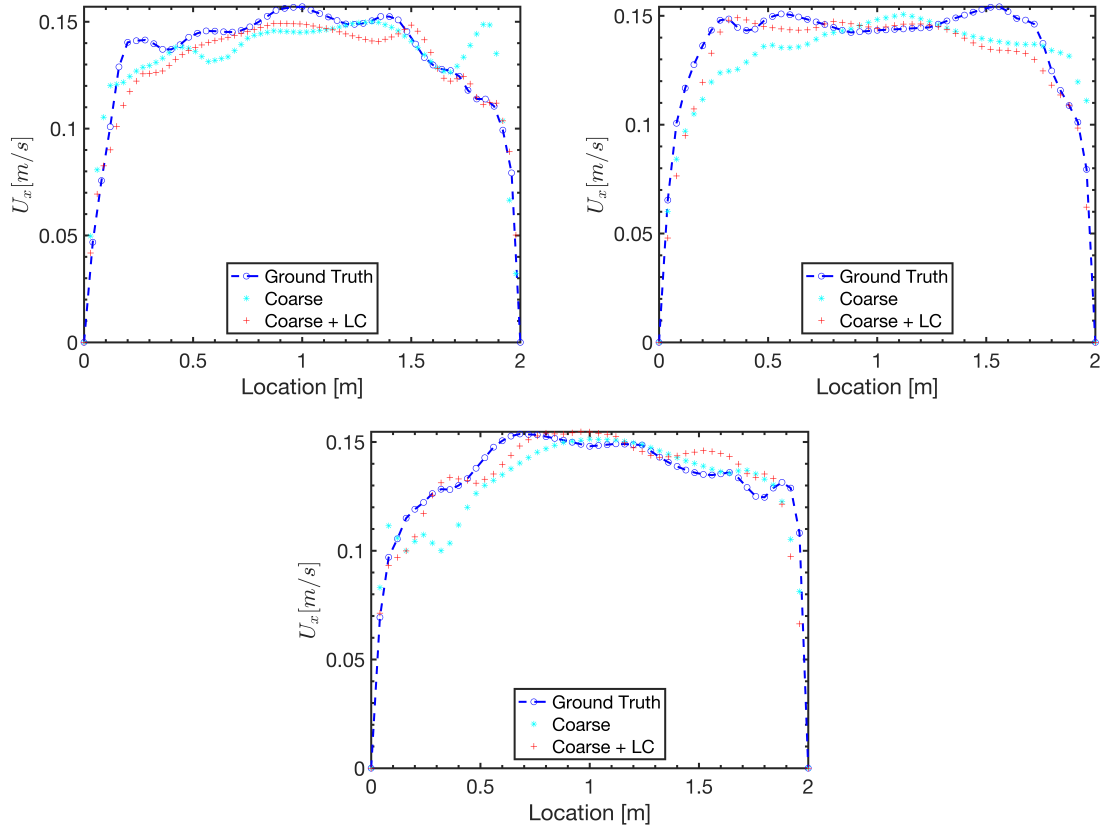 0.15
0.1
0.05
0
U_x [m/s]
Ground Truth
Coarse
Coarse + LC
0 0.5 1 1.5 2
Location [m]
0.15
0.1
0.05
0
U_x [m/s]
Ground Truth
Coarse
Coarse + LC
0 0.5 1 1.5 2
Location [m]
0.15
0.1
0.05
0
U_x [m/s]
Ground Truth
Coarse
Coarse + LC
0 0.5 1 1.5 2
Location [m]